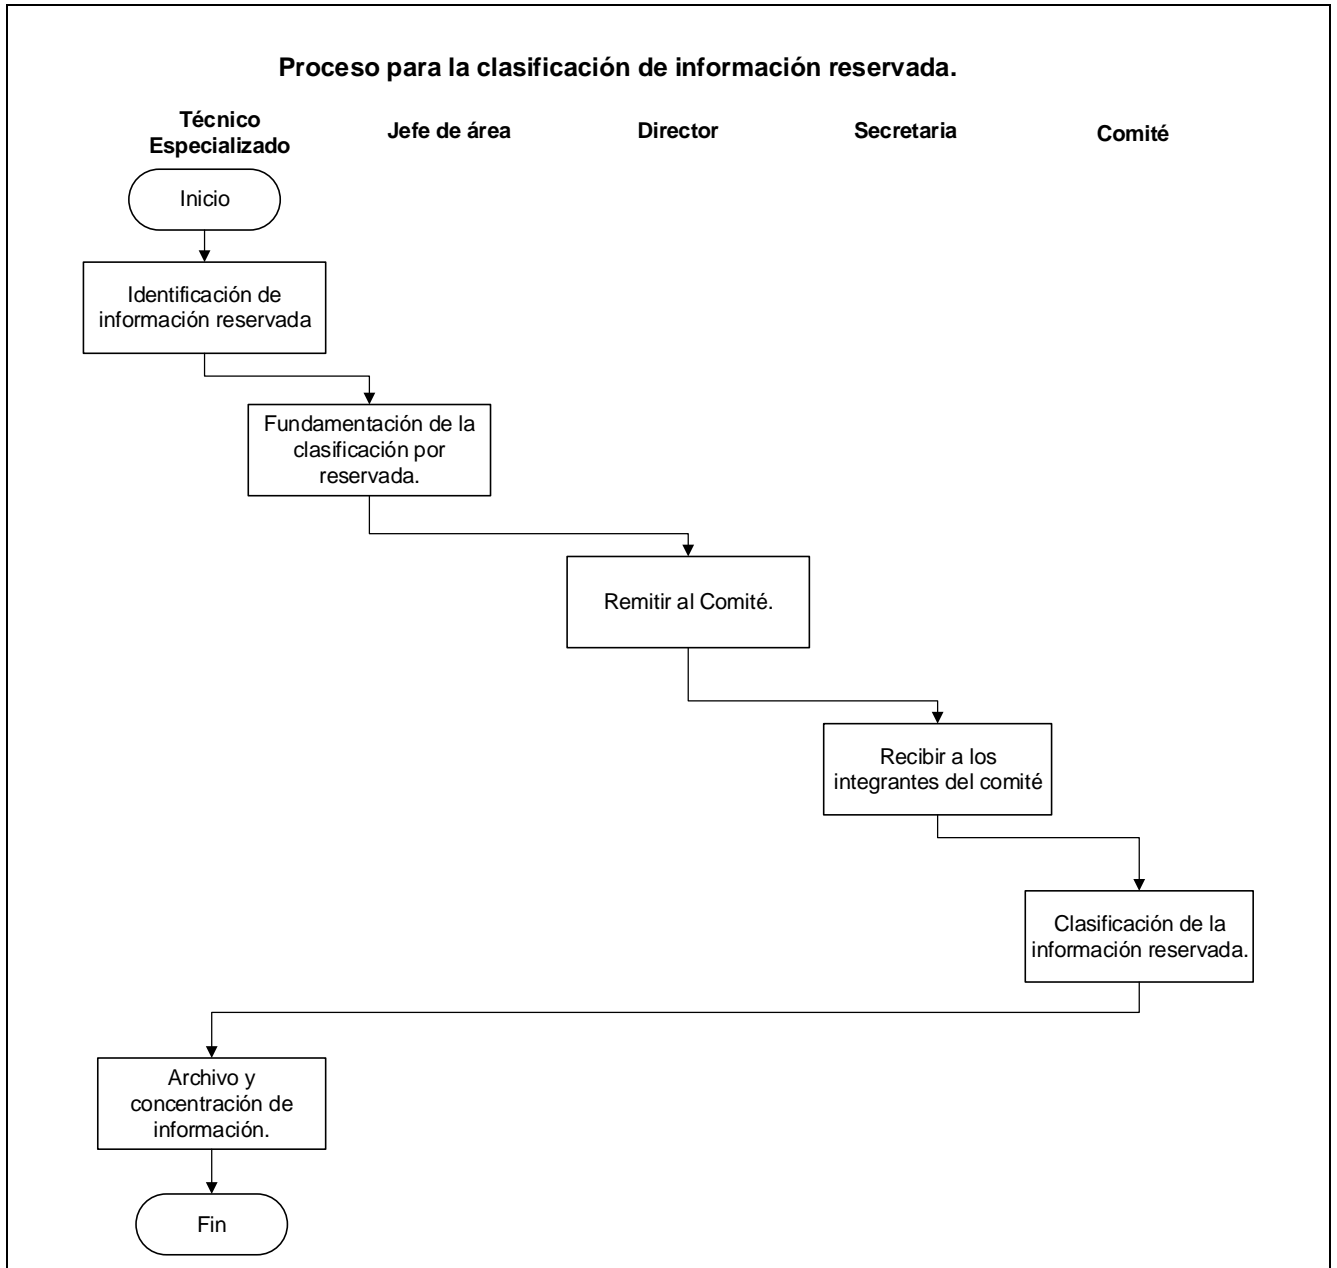 Proceso para la clasificación de información reservada.
Técnico
Especializado
Jefe de área
Director
Secretaria
Comité
Inicio
Identificación de
información reservada
Fundamentación de la
clasificación por
reservada.
Remitir al Comité.
Recibir a los
integrantes del comité
Clasificación de la
información reservada.
Archivo y
concentración de
información.
Fin